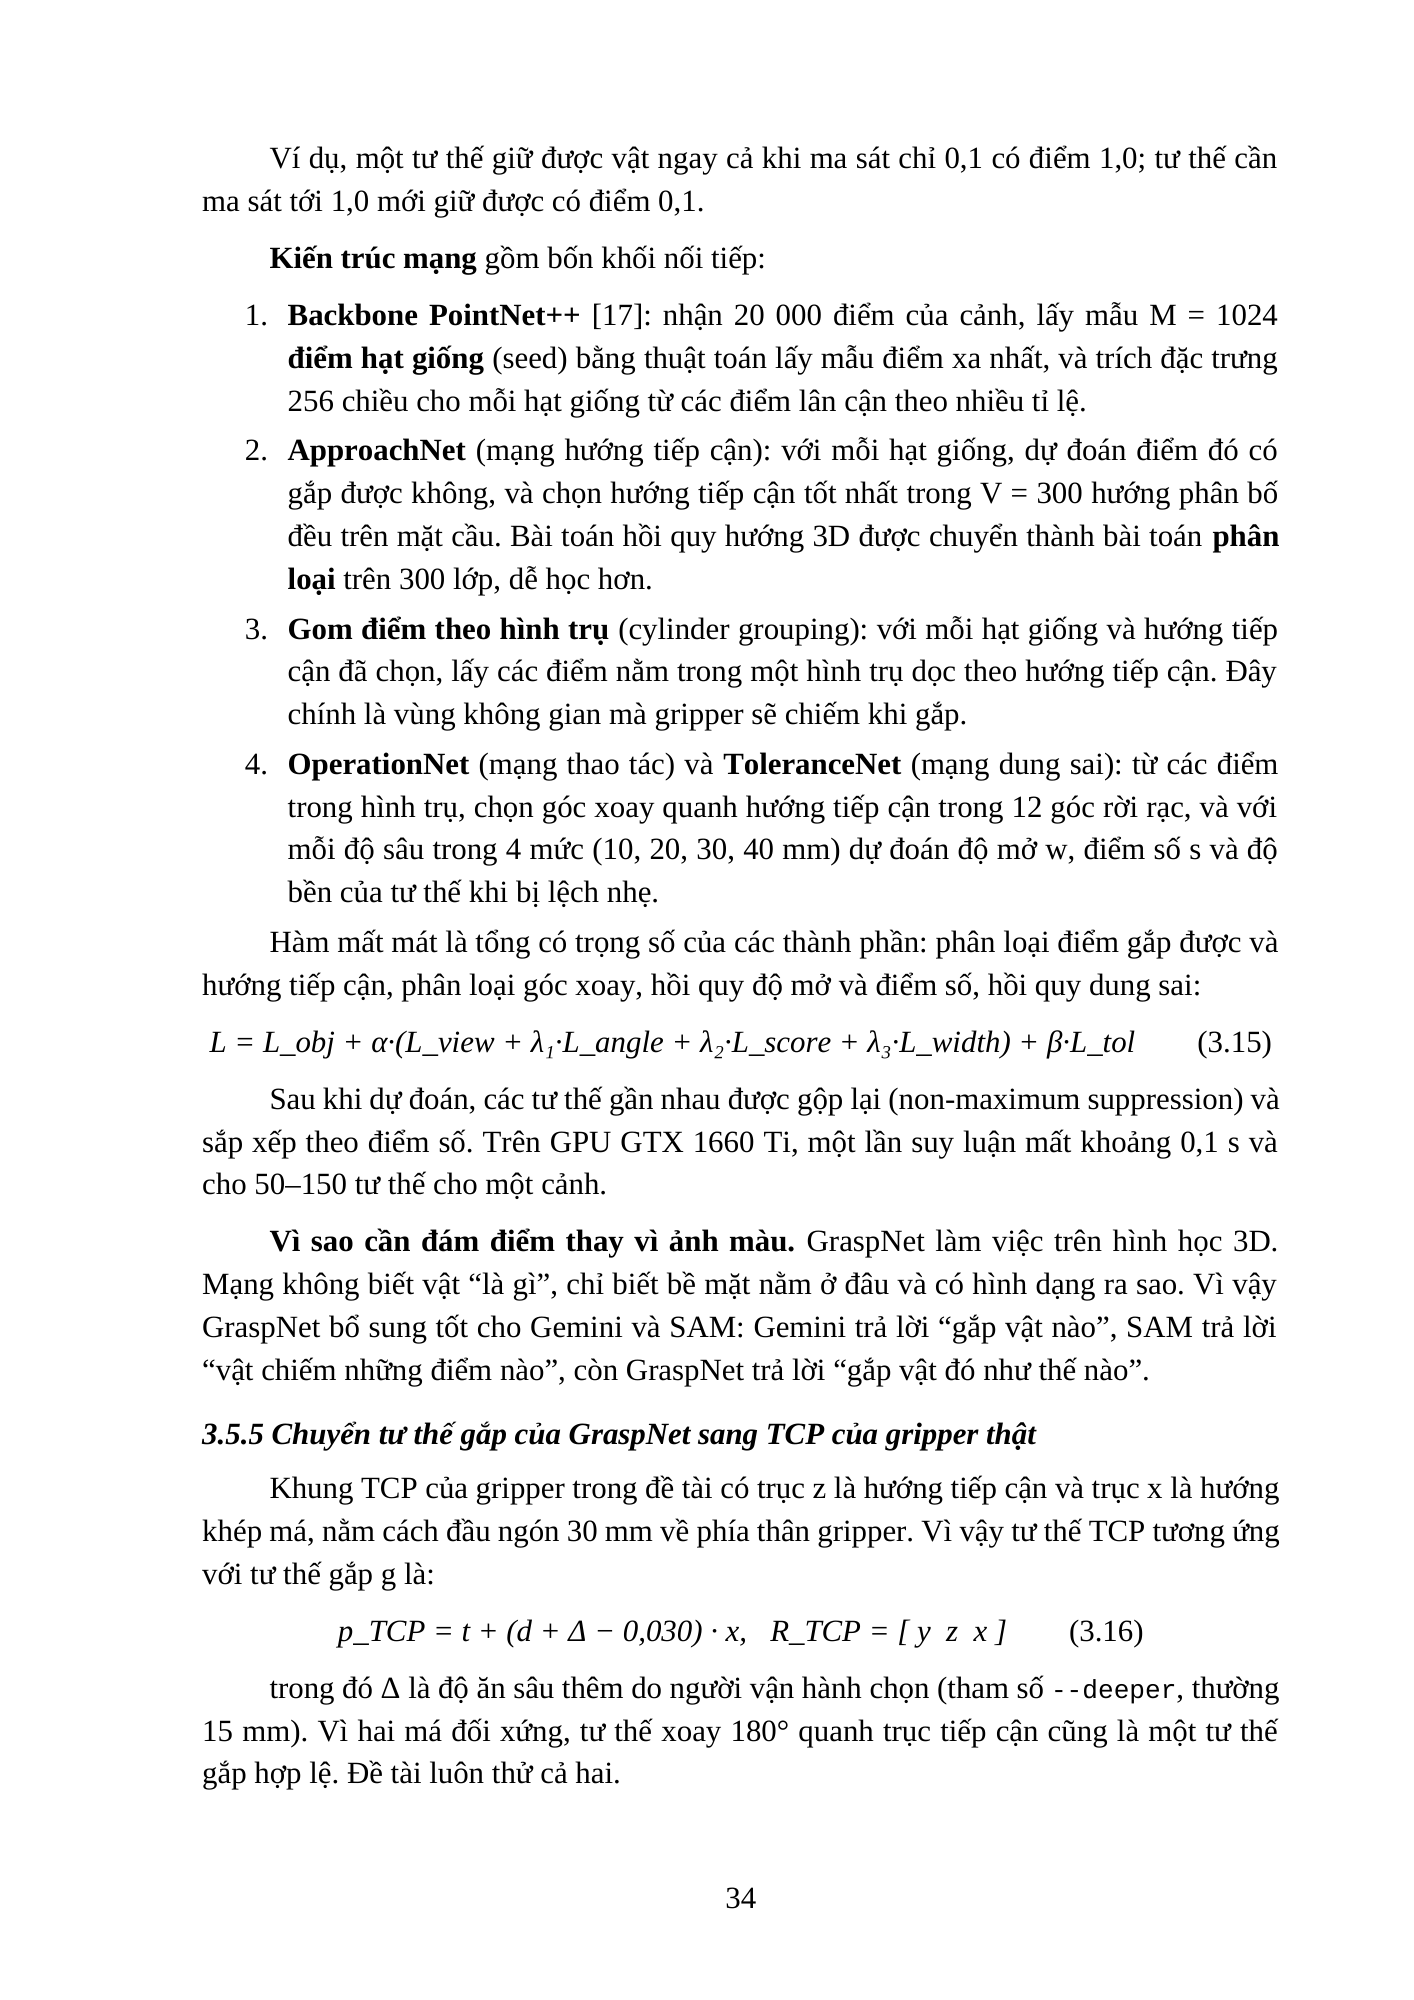 Ví dụ, một tư thế giữ được vật ngay cả khi ma sát chỉ 0,1 có điểm 1,0; tư thế cần
ma sát tới 1,0 mới giữ được có điểm 0,1.
Kiến trúc mạng gồm bốn khối nối tiếp:
1. Backbone PointNet++ [17]: nhận 20 000 điểm của cảnh, lấy mẫu M = 1024
điểm hạt giống (seed) bằng thuật toán lấy mẫu điểm xa nhất, và trích đặc trưng
256 chiều cho mỗi hạt giống từ các điểm lân cận theo nhiều tỉ lệ.
2. ApproachNet (mạng hướng tiếp cận): với mỗi hạt giống, dự đoán điểm đó có
gắp được không, và chọn hướng tiếp cận tốt nhất trong V = 300 hướng phân bố
đều trên mặt cầu. Bài toán hồi quy hướng 3D được chuyển thành bài toán phân
loại trên 300 lớp, dễ học hơn.
3. Gom điểm theo hình trụ (cylinder grouping): với mỗi hạt giống và hướng tiếp
cận đã chọn, lấy các điểm nằm trong một hình trụ dọc theo hướng tiếp cận. Đây
chính là vùng không gian mà gripper sẽ chiếm khi gắp.
4. OperationNet (mạng thao tác) và ToleranceNet (mạng dung sai): từ các điểm
trong hình trụ, chọn góc xoay quanh hướng tiếp cận trong 12 góc rời rạc, và với
mỗi độ sâu trong 4 mức (10, 20, 30, 40 mm) dự đoán độ mở w, điểm số s và độ
bền của tư thế khi bị lệch nhẹ.
Hàm mất mát là tổng có trọng số của các thành phần: phân loại điểm gắp được và
hướng tiếp cận, phân loại góc xoay, hồi quy độ mở và điểm số, hồi quy dung sai:
L = L_obj + α·(L_view + λ₁·L_angle + λ₂·L_score + λ₃·L_width) + β·L_tol (3.15)
Sau khi dự đoán, các tư thế gần nhau được gộp lại (non-maximum suppression) và
sắp xếp theo điểm số. Trên GPU GTX 1660 Ti, một lần suy luận mất khoảng 0,1 s và
cho 50–150 tư thế cho một cảnh.
Vì sao cần đám điểm thay vì ảnh màu. GraspNet làm việc trên hình học 3D.
Mạng không biết vật “là gì”, chỉ biết bề mặt nằm ở đâu và có hình dạng ra sao. Vì vậy
GraspNet bổ sung tốt cho Gemini và SAM: Gemini trả lời “gắp vật nào”, SAM trả lời
“vật chiếm những điểm nào”, còn GraspNet trả lời “gắp vật đó như thế nào”.
3.5.5 Chuyển tư thế gắp của GraspNet sang TCP của gripper thật
Khung TCP của gripper trong đề tài có trục z là hướng tiếp cận và trục x là hướng
khép má, nằm cách đầu ngón 30 mm về phía thân gripper. Vì vậy tư thế TCP tương ứng
với tư thế gắp g là:
p_TCP = t + (d + Δ − 0,030) · x, R_TCP = [ y z x ] (3.16)
trong đó Δ là độ ăn sâu thêm do người vận hành chọn (tham số --deeper, thường
15 mm). Vì hai má đối xứng, tư thế xoay 180° quanh trục tiếp cận cũng là một tư thế
gắp hợp lệ. Đề tài luôn thử cả hai.
34